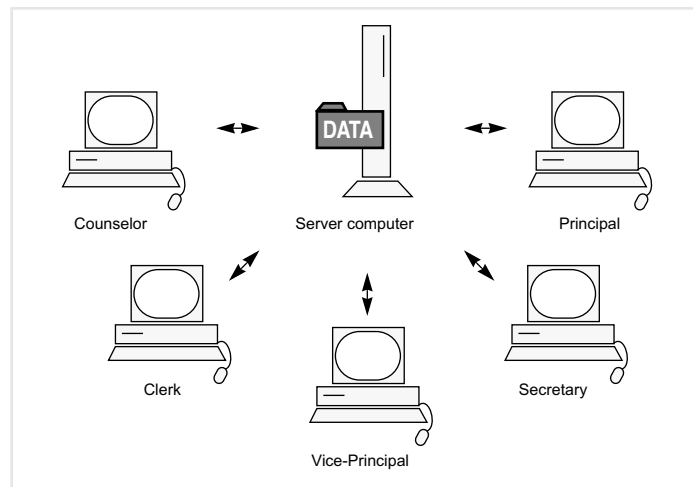 DATA
Counselor
Server computer
Principal
Clerk
Secretary
Vice-Principal